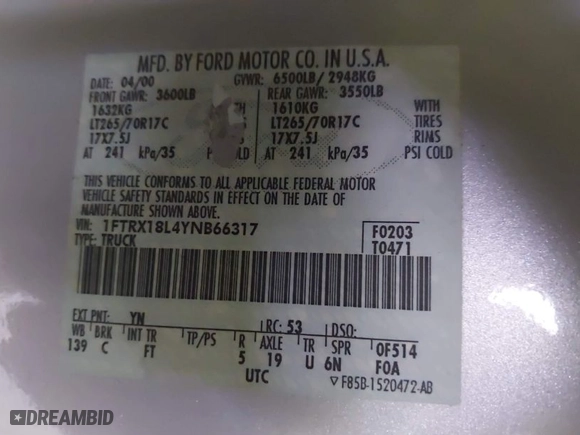 MFD. BY FORD MOTOR CO. IN U.S.A.
DATE: 04/00 GVWR: 6500LB/ 2948KG
FRONT GAWR: 3600LB REAR GAWR: 3550LB
1632KG 1610KG WITH
LT265/70R17C LT265/70R17C TIRES
17X7.5J 17X7.5J RIMS
AT 241 kPa/35 AT 241 kPa/35 PSI COLD
THIS VEHICLE CONFORMS TO ALL APPLICABLE FEDERAL MOTOR
VEHICLE SAFETY STANDARDS IN EFFECT ON THE DATE OF
MANUFACTURE SHOWN ABOVE.
VIN: 1FTRX18L4YNB66317 F0203
TYPE: TRUCK T0471
EXT PNT: YN RC: 53 DSO:
WB BRK INT TR TP/PS R AXLE TR SPR OF514
139 C FT 5 19 U 6N F0A
UTC ▽F85B-1520472-AB
DREAMBID